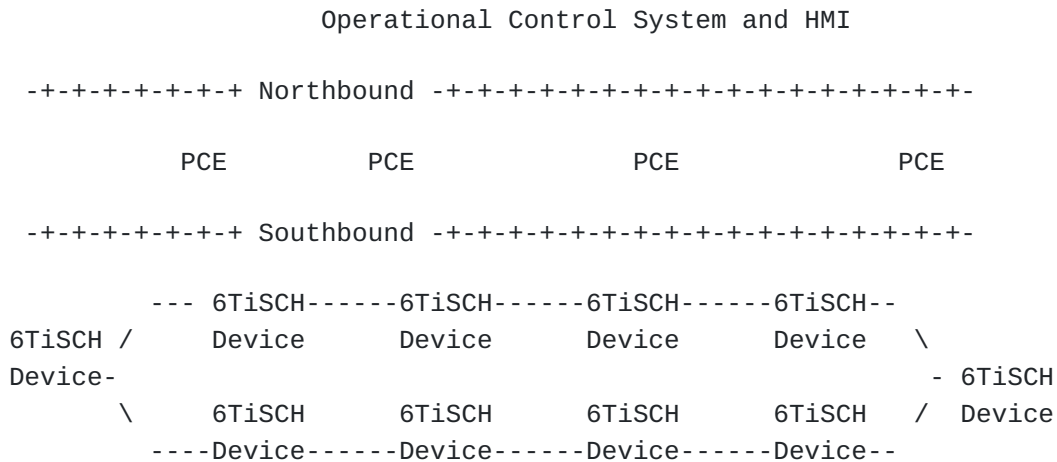 Operational Control System and HMI

 -+-+-+-+-+-+ Northbound -+-+-+-+-+-+-+-+-+-+-+-+-+-+-+-+-+-

           PCE         PCE              PCE              PCE

 -+-+-+-+-+-+ Southbound -+-+-+-+-+-+-+-+-+-+-+-+-+-+-+-+-+-

         --- 6TiSCH------6TiSCH------6TiSCH------6TiSCH--
6TiSCH /     Device      Device      Device      Device   \
Device-                                                    - 6TiSCH
       \     6TiSCH      6TiSCH      6TiSCH      6TiSCH   /  Device
         ----Device------Device------Device------Device--